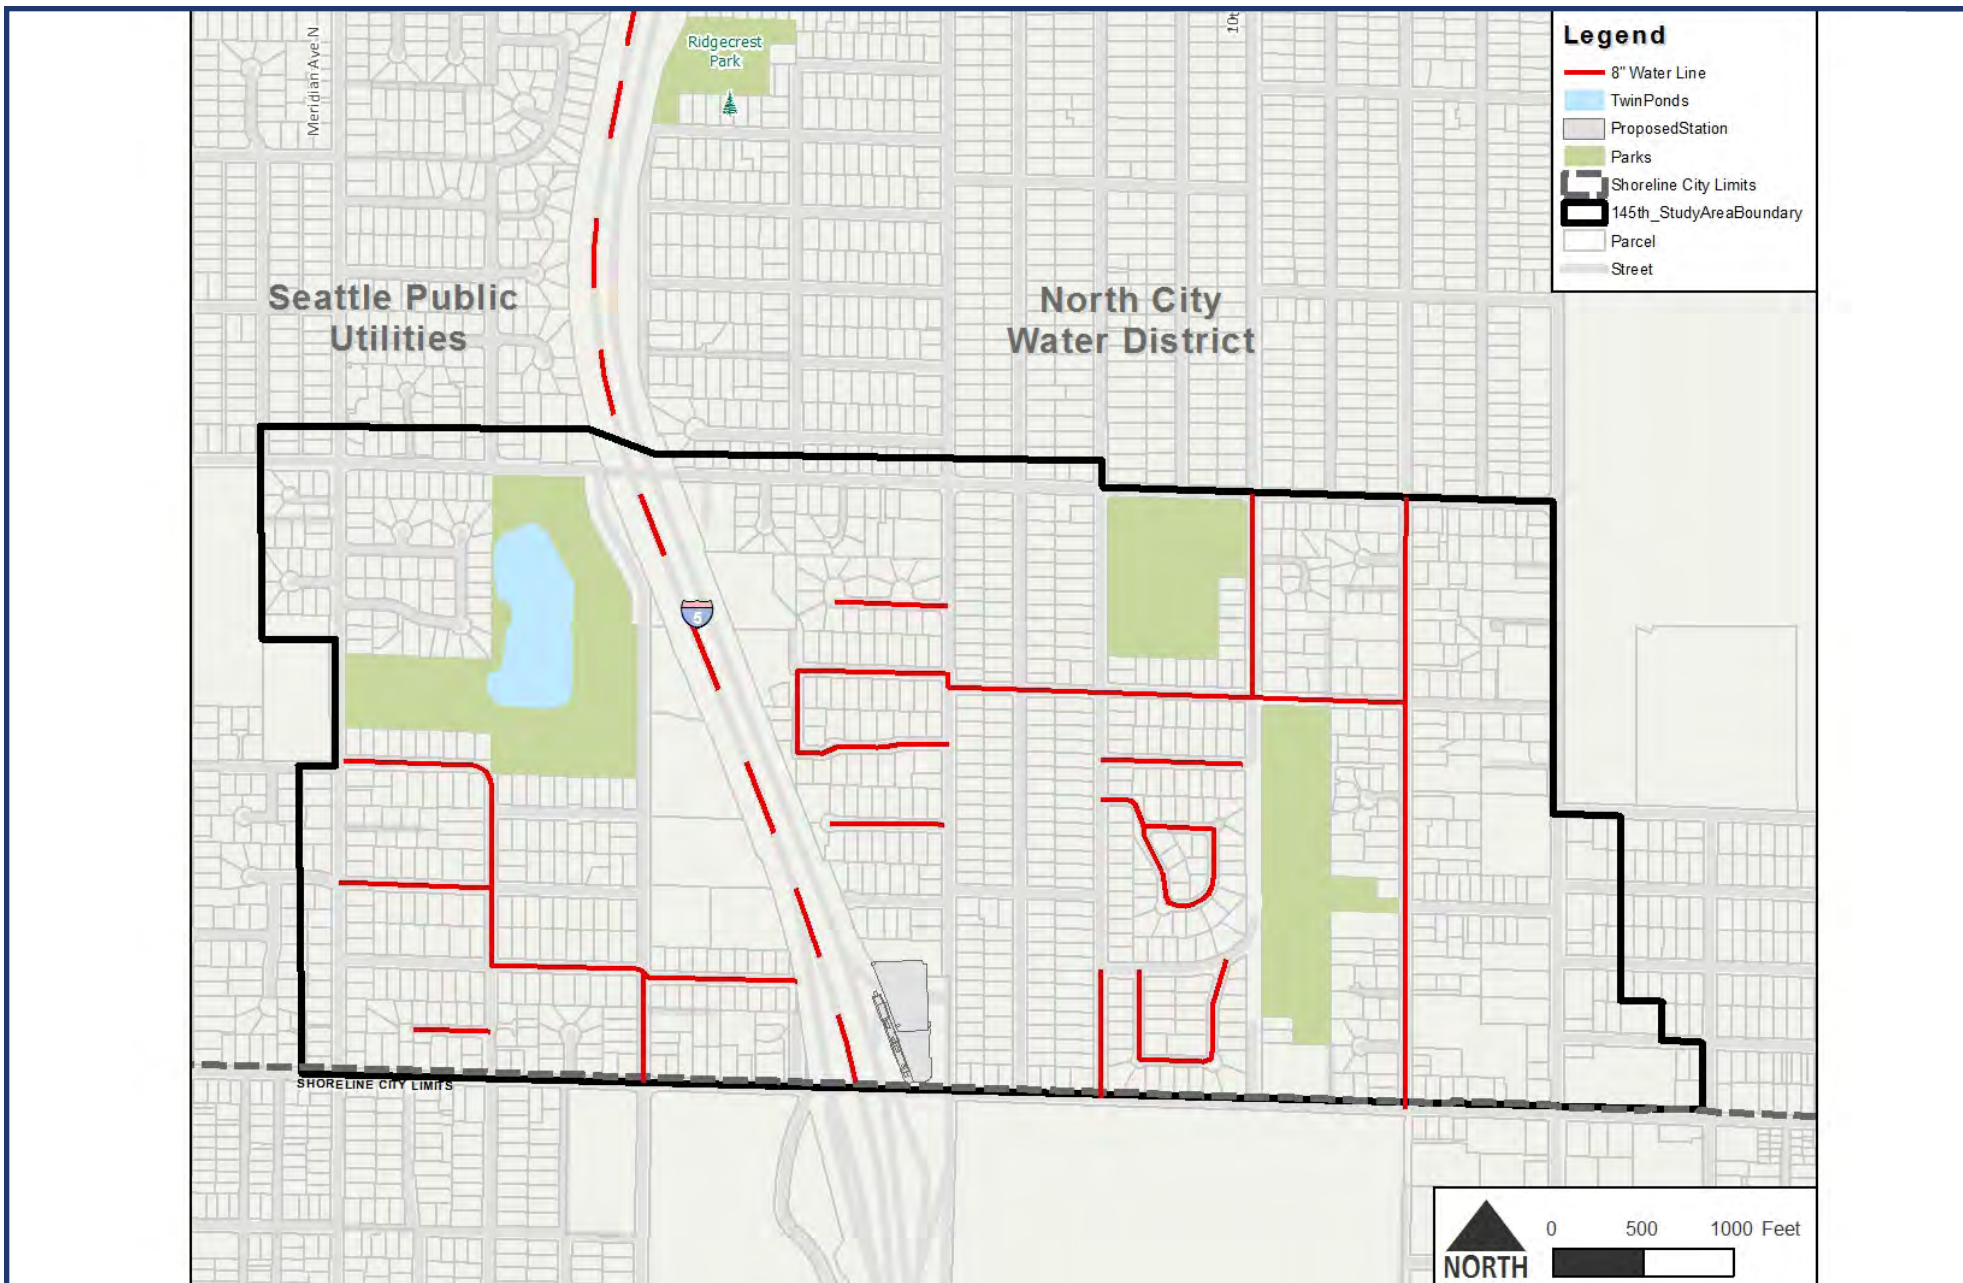 Meridian Ave N
Ridgecrest
Park
Seattle Public
Utilities
North City
Water District
5
SHORELINE CITY LIMITS
Legend
8" Water Line
TwinPonds
ProposedStation
Parks
Shoreline City Limits
145th_StudyAreaBoundary
Parcel
Street
NORTH
0 500 1000 Feet